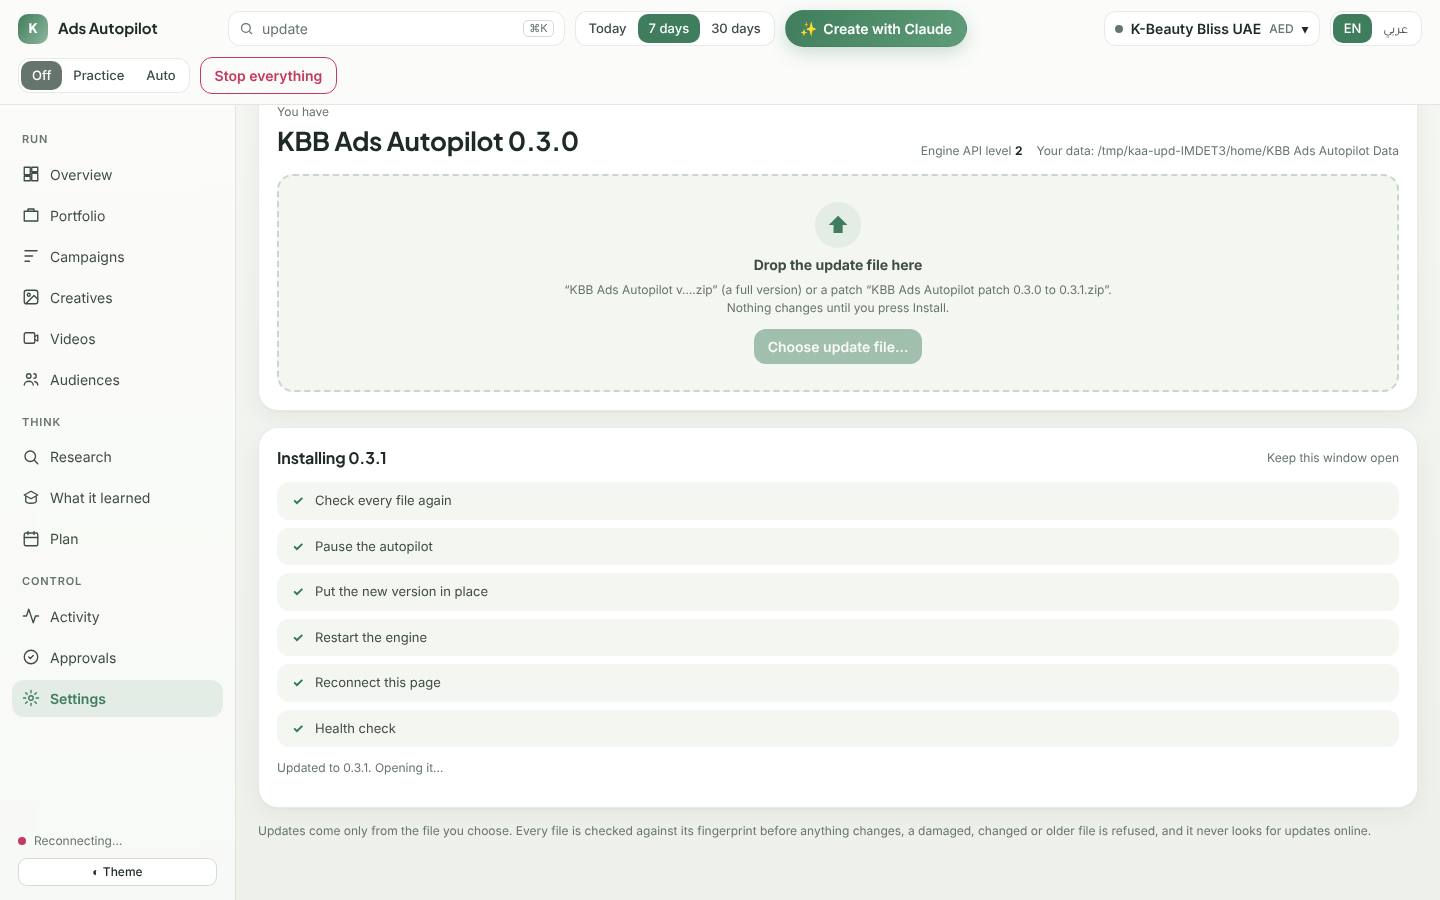 K
Ads Autopilot
update
⌘K
Today
7 days
30 days
✨ Create with Claude
K-Beauty Bliss UAE AED ▾
EN
عربي
Off
Practice
Auto
Stop everything
RUN
Overview
Portfolio
Campaigns
Creatives
Videos
Audiences
THINK
Research
What it learned
Plan
CONTROL
Activity
Approvals
Settings
Reconnecting…
Theme
You have
KBB Ads Autopilot 0.3.0
Engine API level 2
Your data: /tmp/kaa-upd-IMDET3/home/KBB Ads Autopilot Data
Drop the update file here
“KBB Ads Autopilot v….zip” (a full version) or a patch “KBB Ads Autopilot patch 0.3.0 to 0.3.1.zip”.
Nothing changes until you press Install.
Choose update file…
Installing 0.3.1
Keep this window open
Check every file again
Pause the autopilot
Put the new version in place
Restart the engine
Reconnect this page
Health check
Updated to 0.3.1. Opening it…
Updates come only from the file you choose. Every file is checked against its fingerprint before anything changes, a damaged, changed or older file is refused, and it never looks for updates online.